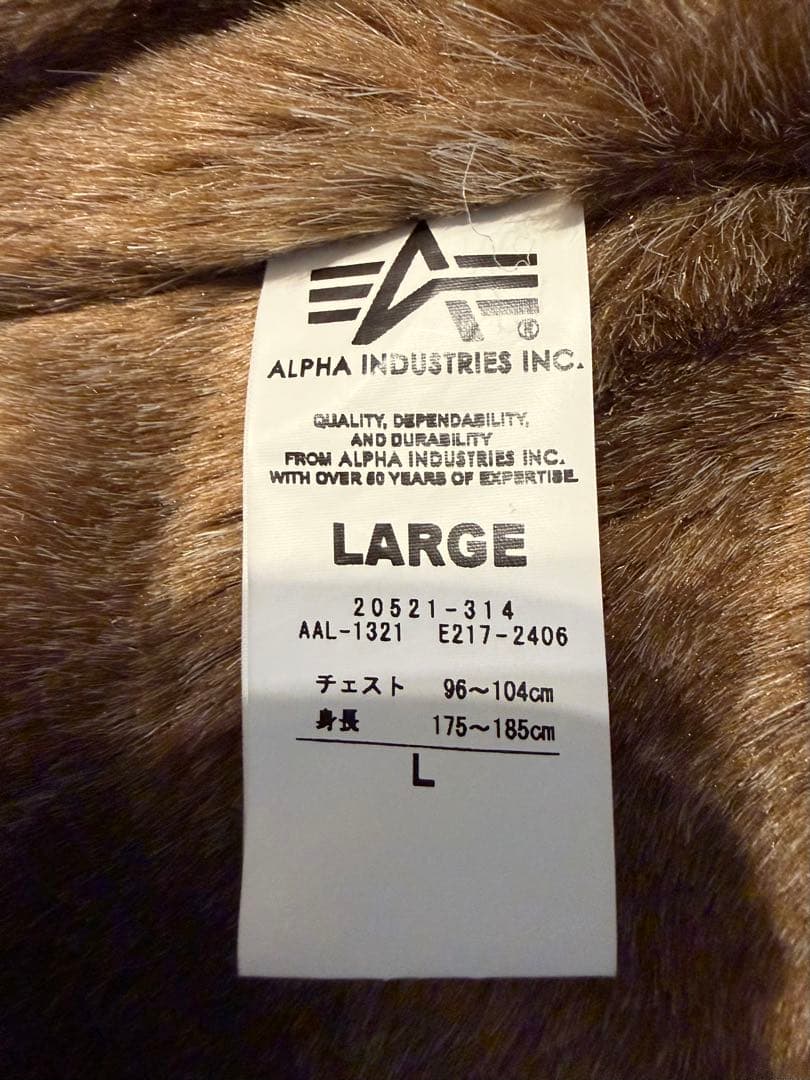 ALPHA INDUSTRIES INC.
QUALITY, DEPENDABILITY,
AND DURABILITY
FROM ALPHA INDUSTRIES INC.
WITH OVER 60 YEARS OF EXPERTISE.
LARGE
20521-314
AAL-1321 E217-2406
チェスト 96～104cm
身長 175～185cm
L